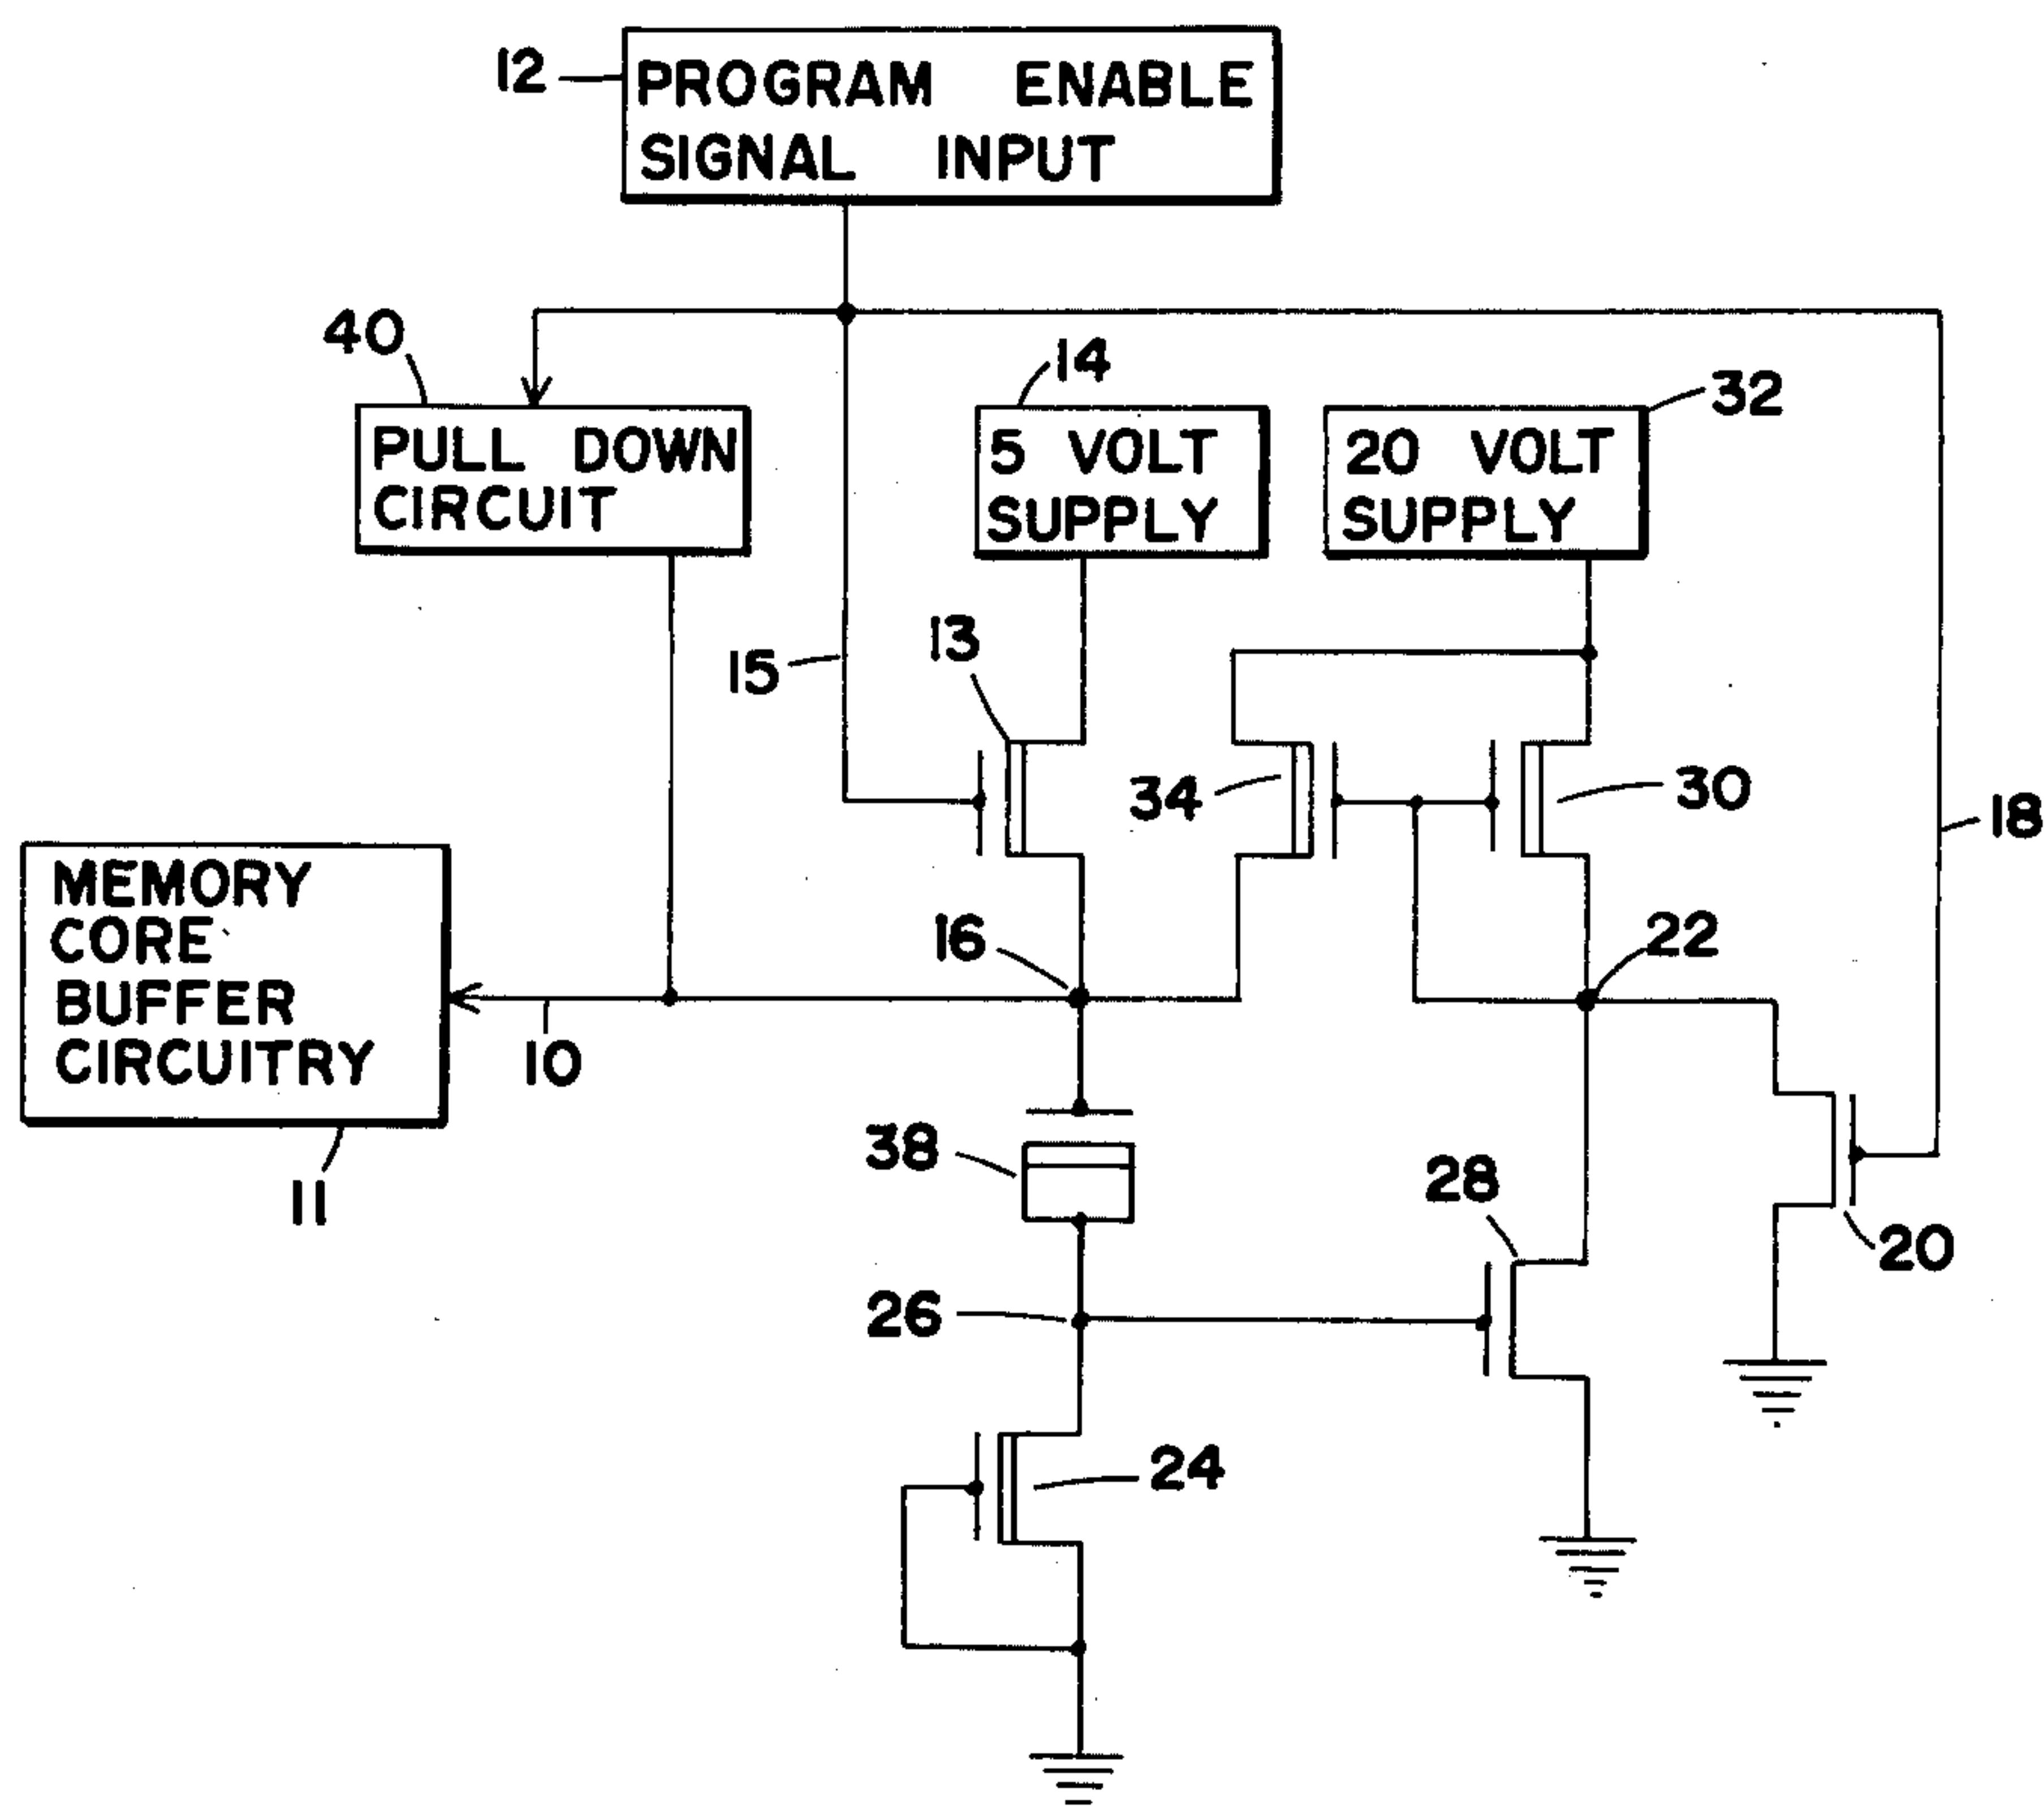 12
PROGRAM ENABLE
SIGNAL INPUT
40
14
32
PULL DOWN
CIRCUIT
5 VOLT
SUPPLY
20 VOLT
SUPPLY
13
15
34
30
18
MEMORY
CORE
BUFFER
CIRCUITRY
16
22
10
38
28
11
20
26
24